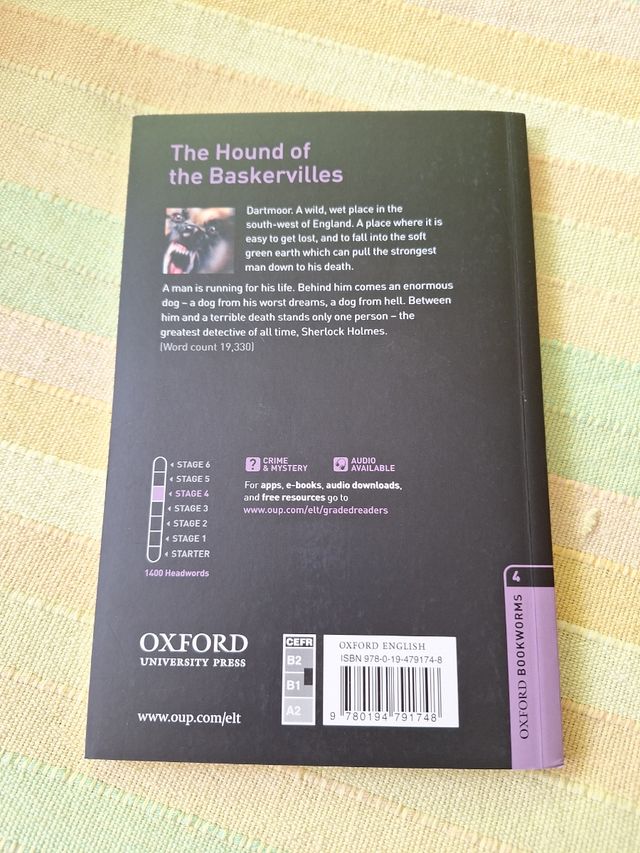 The Hound of
the Baskervilles
Dartmoor. A wild, wet place in the
south-west of England. A place where it is
easy to get lost, and to fall into the soft
green earth which can pull the strongest
man down to his death.
A man is running for his life. Behind him comes an enormous
dog – a dog from his worst dreams, a dog from hell. Between
him and a terrible death stands only one person – the
greatest detective of all time, Sherlock Holmes.
(Word count 19,330)
STAGE 6
STAGE 5
STAGE 4
STAGE 3
STAGE 2
STAGE 1
STARTER
1400 Headwords
? CRIME
& MYSTERY
AUDIO
AVAILABLE
For apps, e-books, audio downloads,
and free resources go to
www.oup.com/elt/gradedreaders
4
OXFORD BOOKWORMS
OXFORD
UNIVERSITY PRESS
www.oup.com/elt
CEFR
B2
B1
A2
OXFORD ENGLISH
ISBN 978-0-19-479174-8
9 780194 791748